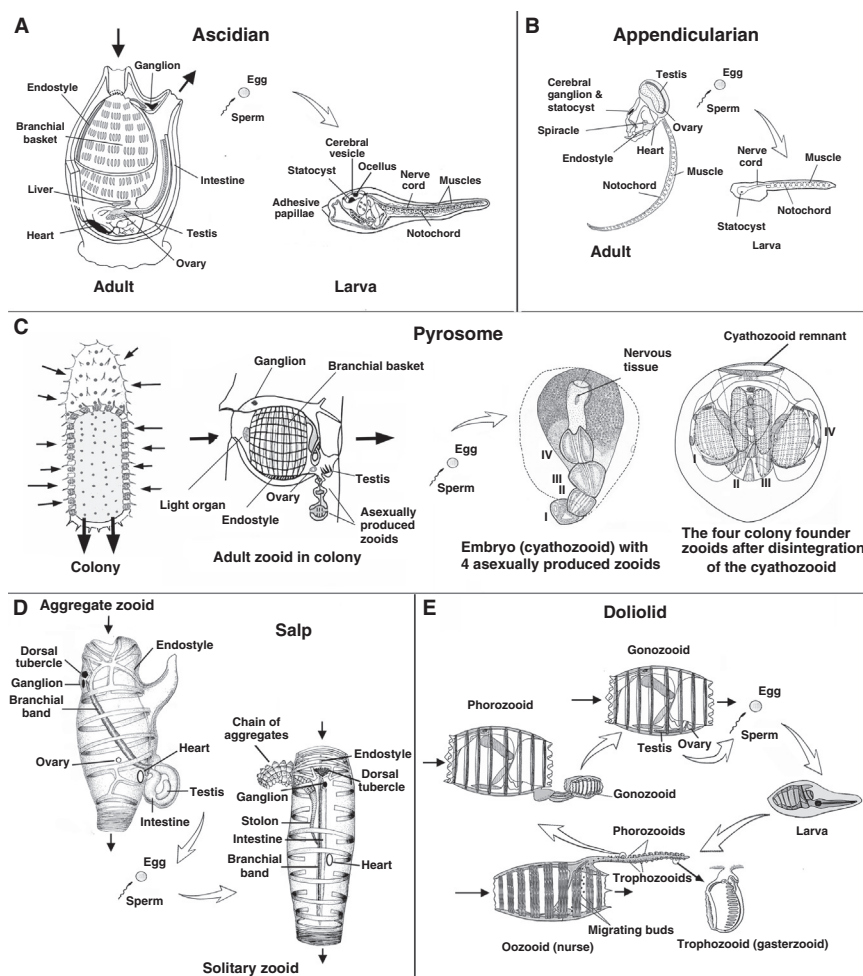 A
Ascidian
Ganglion
Endostyle
Branchial
basket
Liver
Heart
Intestine
Testis
Ovary
Adult
Egg
Sperm
Cerebral
vesicle
Statocyst
Ocellus
Nerve
cord
Muscles
Adhesive
papillae
Notochord
Larva
B
Appendicularian
Testis
Egg
Cerebral
ganglion &
statocyst
Sperm
Spiracle
Ovary
Endostyle
Heart
Muscle
Notochord
Adult
Nerve
cord
Muscle
Notochord
Statocyst
Larva
C
Pyrosome
Colony
Ganglion
Branchial basket
Light organ
Ovary
Endostyle
Testis
Asexually
produced
zooids
Adult zooid in colony
Egg
Sperm
Nervous
tissue
IV
III
II
I
Embryo (cyathozooid) with
4 asexually produced zooids
Cyathozooid remnant
I
II
III
IV
The four colony founder
zooids after disintegration
of the cyathozooid
D
Aggregate zooid
Salp
Dorsal
tubercle
Endostyle
Ganglion
Branchial
band
Ovary
Heart
Testis
Intestine
Egg
Sperm
Chain of
aggregates
Endostyle
Dorsal
tubercle
Ganglion
Stolon
Intestine
Branchial
band
Heart
Solitary zooid
E
Doliolid
Gonozooid
Phorozooid
Testis
Ovary
Egg
Sperm
Gonozooid
Larva
Phorozooids
Trophozooids
Migrating buds
Oozooid (nurse)
Trophozooid (gasterzooid)